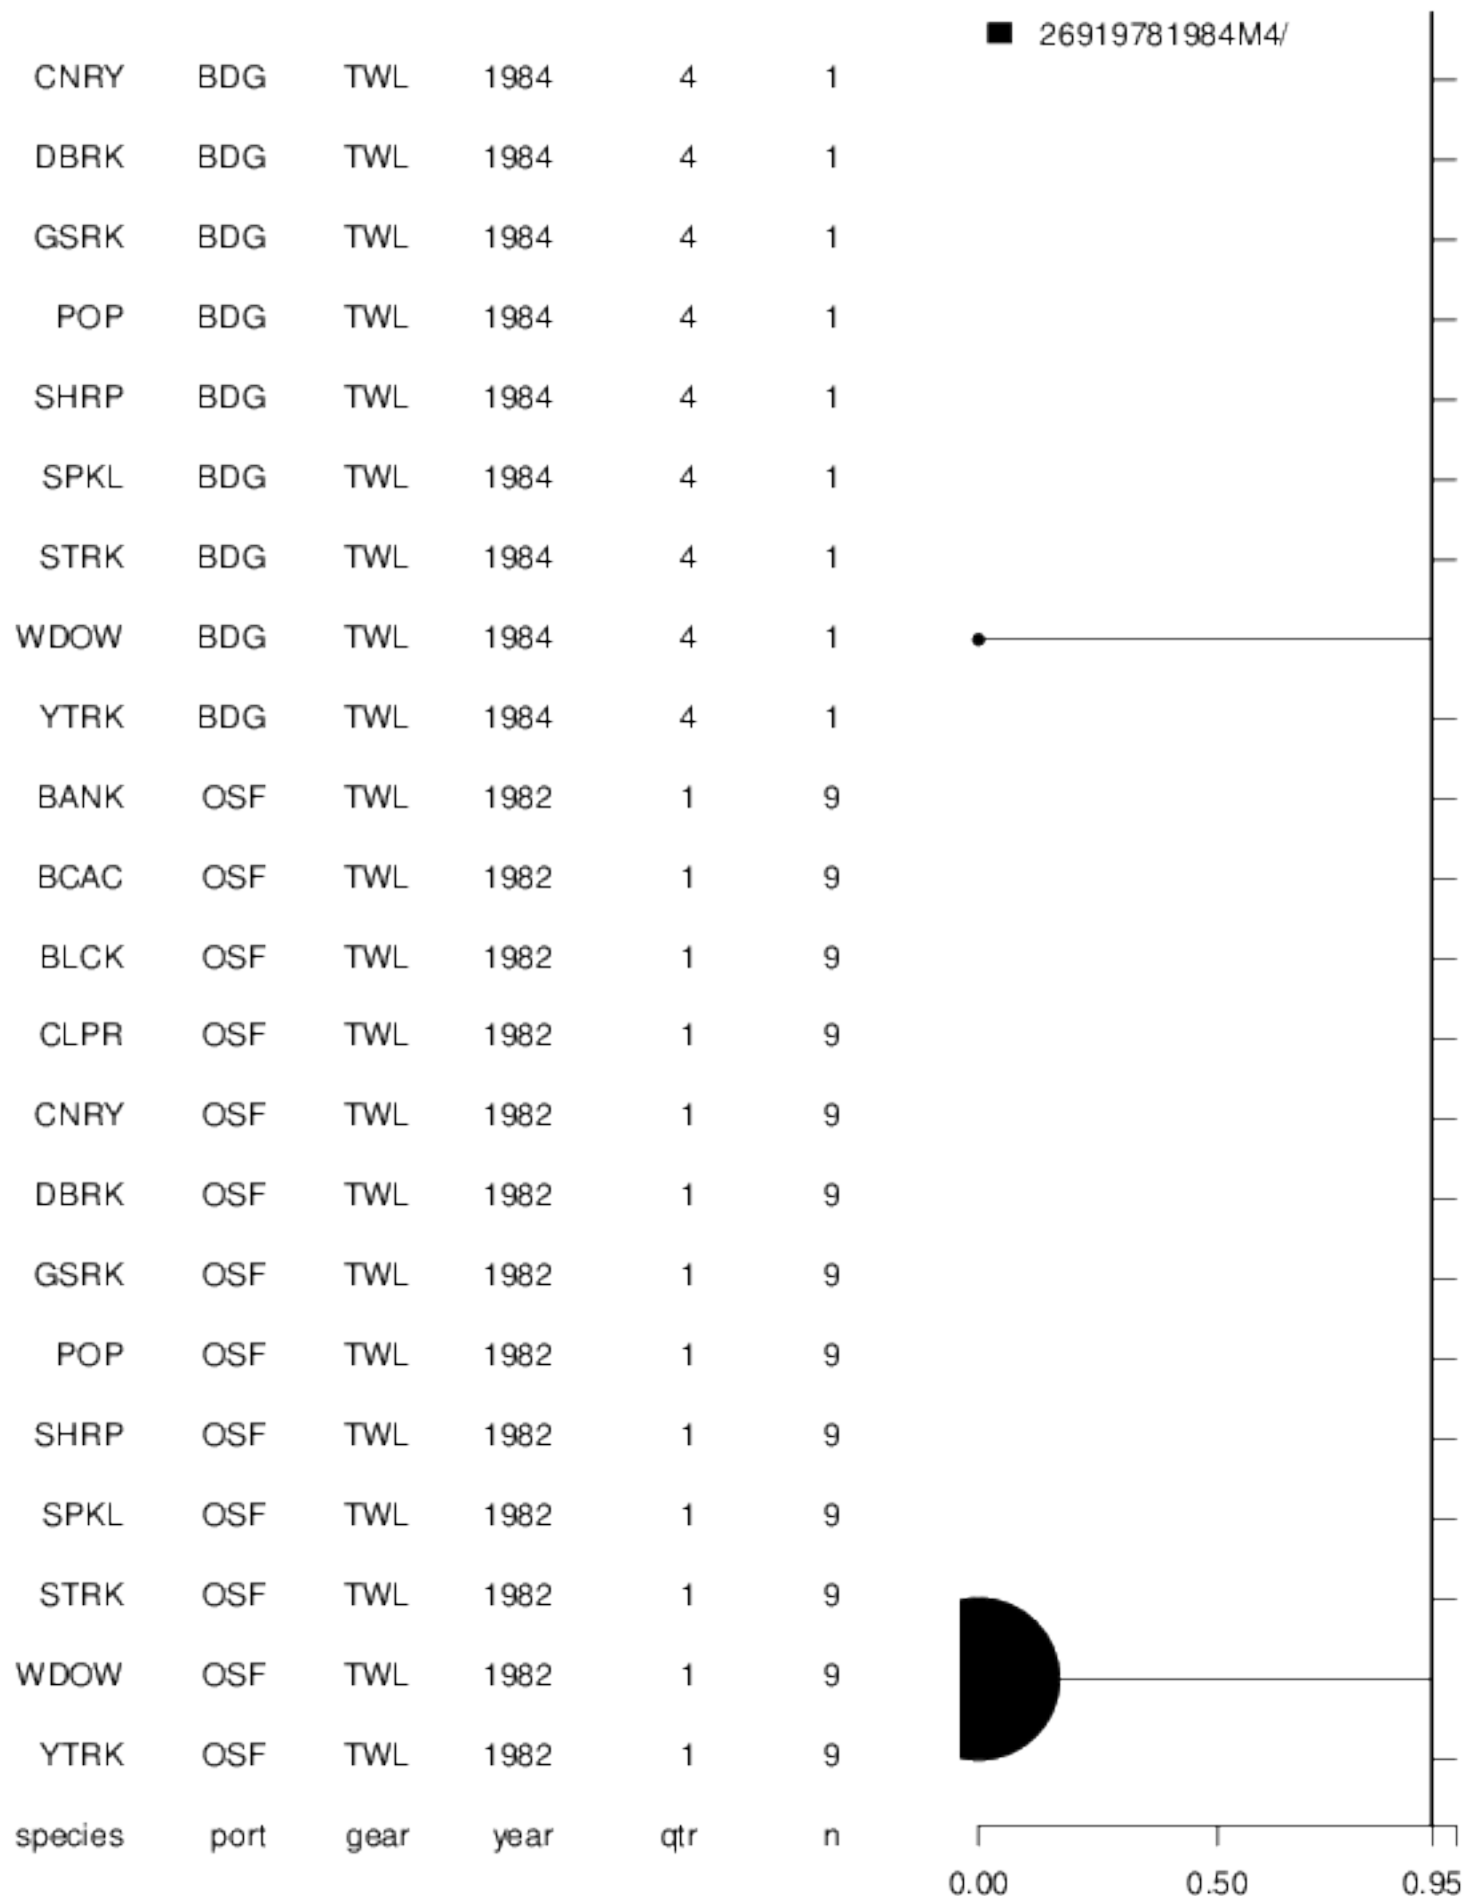 26919781984M4/
CNRY BDG TWL 1984 4 1
DBRK BDG TWL 1984 4 1
GSRK BDG TWL 1984 4 1
POP BDG TWL 1984 4 1
SHRP BDG TWL 1984 4 1
SPKL BDG TWL 1984 4 1
STRK BDG TWL 1984 4 1
WDOW BDG TWL 1984 4 1
YTRK BDG TWL 1984 4 1
BANK OSF TWL 1982 1 9
BCAC OSF TWL 1982 1 9
BLCK OSF TWL 1982 1 9
CLPR OSF TWL 1982 1 9
CNRY OSF TWL 1982 1 9
DBRK OSF TWL 1982 1 9
GSRK OSF TWL 1982 1 9
POP OSF TWL 1982 1 9
SHRP OSF TWL 1982 1 9
SPKL OSF TWL 1982 1 9
STRK OSF TWL 1982 1 9
WDOW OSF TWL 1982 1 9
YTRK OSF TWL 1982 1 9
species port gear year qtr n
0.00 0.50 0.95